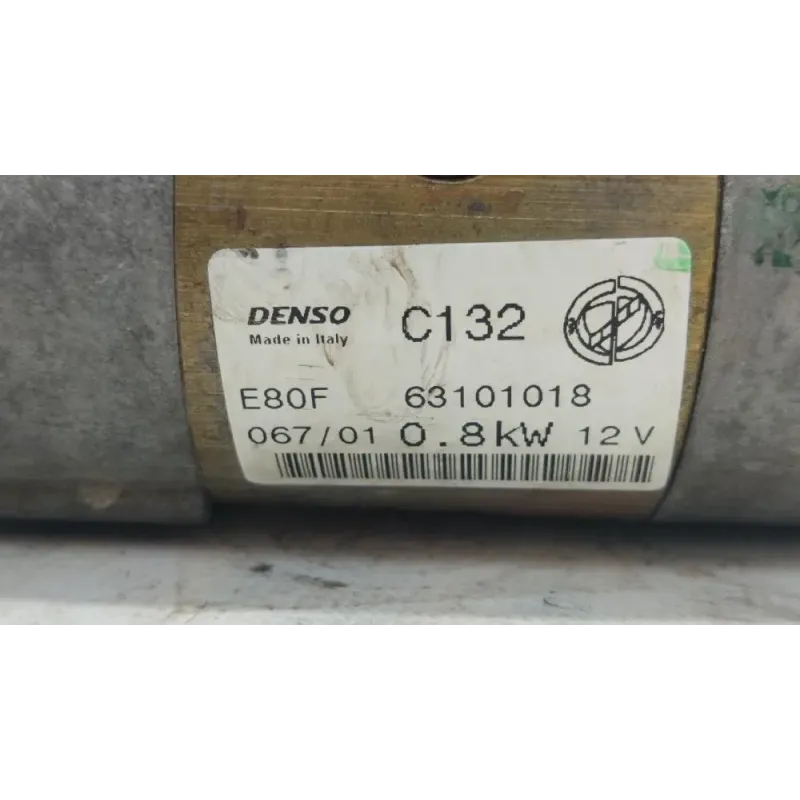 DENSO C132
Made in Italy
E80F 63101018
067/01 0.8kW 12V